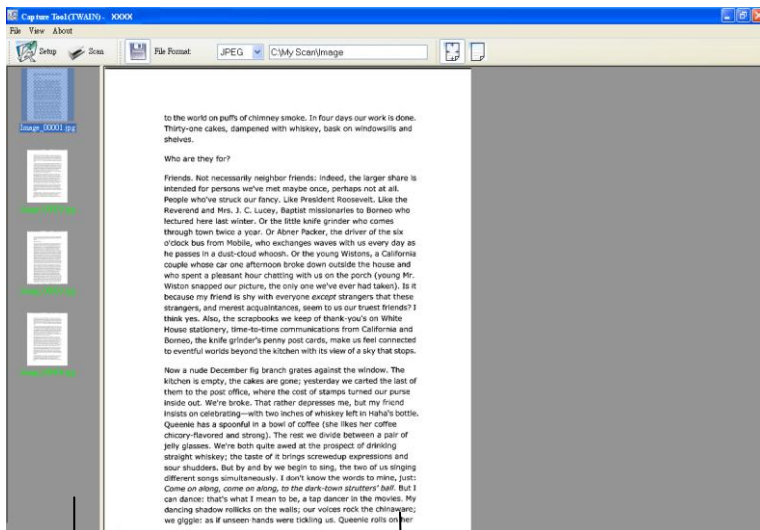 Capture Tool(TWAIN) - XXXX
File View About
Setup Scan File Format JPEG C:\My Scan\Image
Image_00001.jpg
to the world on puffs of chimney smoke. In four days our work is done.
Thirty-one cakes, dampened with whiskey, bask on windowsills and
shelves.
Who are they for?
Friends. Not necessarily neighbor friends: indeed, the larger share is
intended for persons we've met maybe once, perhaps not at all.
People who've struck our fancy. Like President Roosevelt. Like the
Reverend and Mrs. J. C. Lucey, Baptist missionaries to Borneo who
lectured here last winter. Or the little knife grinder who comes
through town twice a year. Or Abner Packer, the driver of the six
o'clock bus from Mobile, who exchanges waves with us every day as
he passes in a dust-cloud whoosh. Or the young Wistons, a California
couple whose car one afternoon broke down outside the house and
who spent a pleasant hour chatting with us on the porch (young Mr.
Wiston snapped our picture, the only one we've ever had taken). Is it
because my friend is shy with everyone except strangers that these
strangers, and merest acquaintances, seem to us our truest friends? I
think yes. Also, the scrapbooks we keep of thank-you's on White
House stationery, time-to-time communications from California and
Borneo, the knife grinder's penny post cards, make us feel connected
to eventful worlds beyond the kitchen with its view of a sky that stops.
Now a nude December fig branch grates against the window. The
kitchen is empty, the cakes are gone; yesterday we carted the last of
them to the post office, where the cost of stamps turned our purse
inside out. We're broke. That rather depresses me, but my friend
insists on celebrating—with two inches of whiskey left in Haha's bottle.
Queenie has a spoonful in a bowl of coffee (she likes her coffee
chicory-flavored and strong). The rest we divide between a pair of
jelly glasses. We're both quite awed at the prospect of drinking
straight whiskey; the taste of it brings screwedup expressions and
sour shudders. But by and by we begin to sing, the two of us singing
different songs simultaneously. I don't know the words to mine, just:
Come on along, come on along, to the dark-town strutters' ball. But I
can dance: that's what I mean to be, a tap dancer in the movies. My
dancing shadow rollicks on the walls; our voices rock the chinaware;
we giggle: as if unseen hands were tickling us. Queenie rolls on her